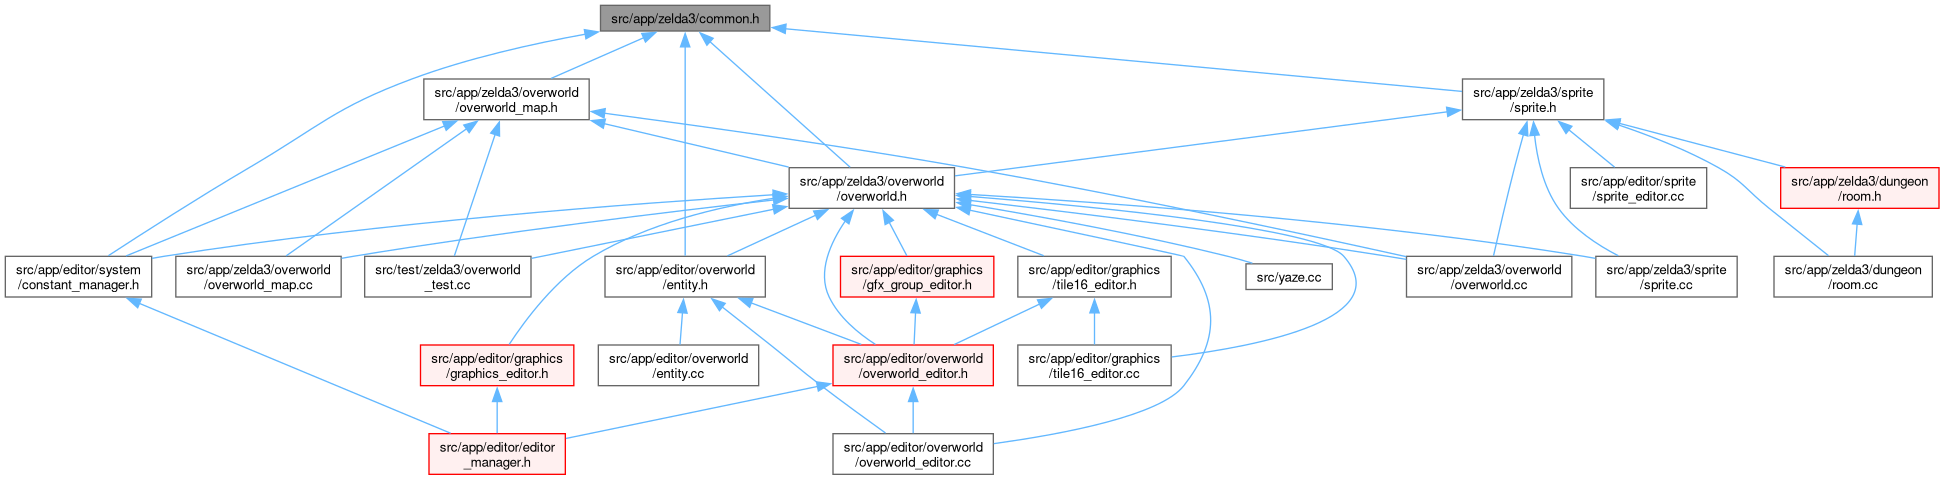 src/app/zelda3/common.h
src/app/zelda3/overworld
/overworld_map.h
src/app/zelda3/sprite
/sprite.h
src/app/zelda3/overworld
/overworld.h
src/app/editor/sprite
/sprite_editor.cc
src/app/zelda3/dungeon
/room.h
src/app/editor/system
/constant_manager.h
src/app/zelda3/overworld
/overworld_map.cc
src/test/zelda3/overworld
_test.cc
src/app/editor/overworld
/entity.h
src/app/editor/graphics
/gfx_group_editor.h
src/app/editor/graphics
/tile16_editor.h
src/yaze.cc
src/app/zelda3/overworld
/overworld.cc
src/app/zelda3/sprite
/sprite.cc
src/app/zelda3/dungeon
/room.cc
src/app/editor/graphics
/graphics_editor.h
src/app/editor/overworld
/entity.cc
src/app/editor/overworld
/overworld_editor.h
src/app/editor/graphics
/tile16_editor.cc
src/app/editor/editor
_manager.h
src/app/editor/overworld
/overworld_editor.cc